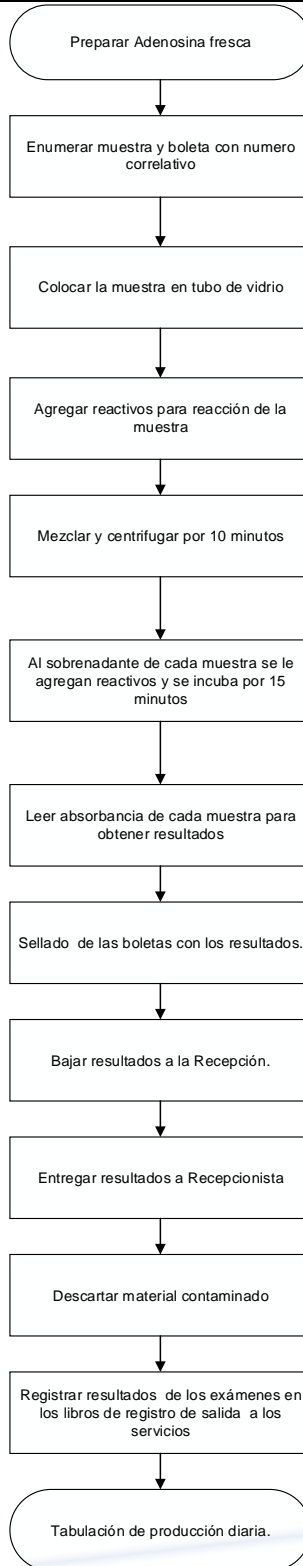 Preparar Adenosina fresca
Enumerar muestra y boleta con numero
correlativo
Colocar la muestra en tubo de vidrio
Agregar reactivos para reacción de la
muestra
Mezclar y centrifugar por 10 minutos
Al sobrenadante de cada muestra se le
agregan reactivos y se incuba por 15
minutos
Leer absorbancia de cada muestra para
obtener resultados
Sellado de las boletas con los resultados.
Bajar resultados a la Recepción.
Entregar resultados a Recepcionista
Descartar material contaminado
Registrar resultados de los exámenes en
los libros de registro de salida a los
servicios
Tabulación de producción diaria.